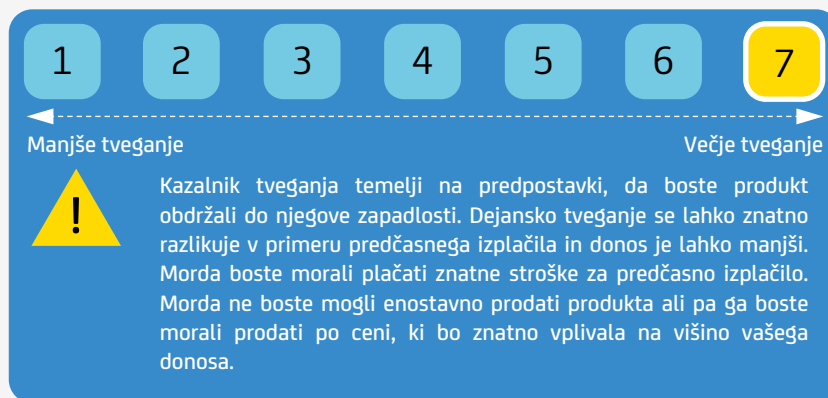 1 2 3 4 5 6 7
Manjše tveganje Večje tveganje
!
Kazalnik tveganja temelji na predpostavki, da boste produkt
obdržali do njegove zapadlosti. Dejansko tveganje se lahko znatno
razlikuje v primeru predčasnega izplačila in donos je lahko manjši.
Morda boste morali plačati znatne stroške za predčasno izplačilo.
Morda ne boste mogli enostavno prodati produkta ali pa ga boste
morali prodati po ceni, ki bo znatno vplivala na višino vašega
donosa.